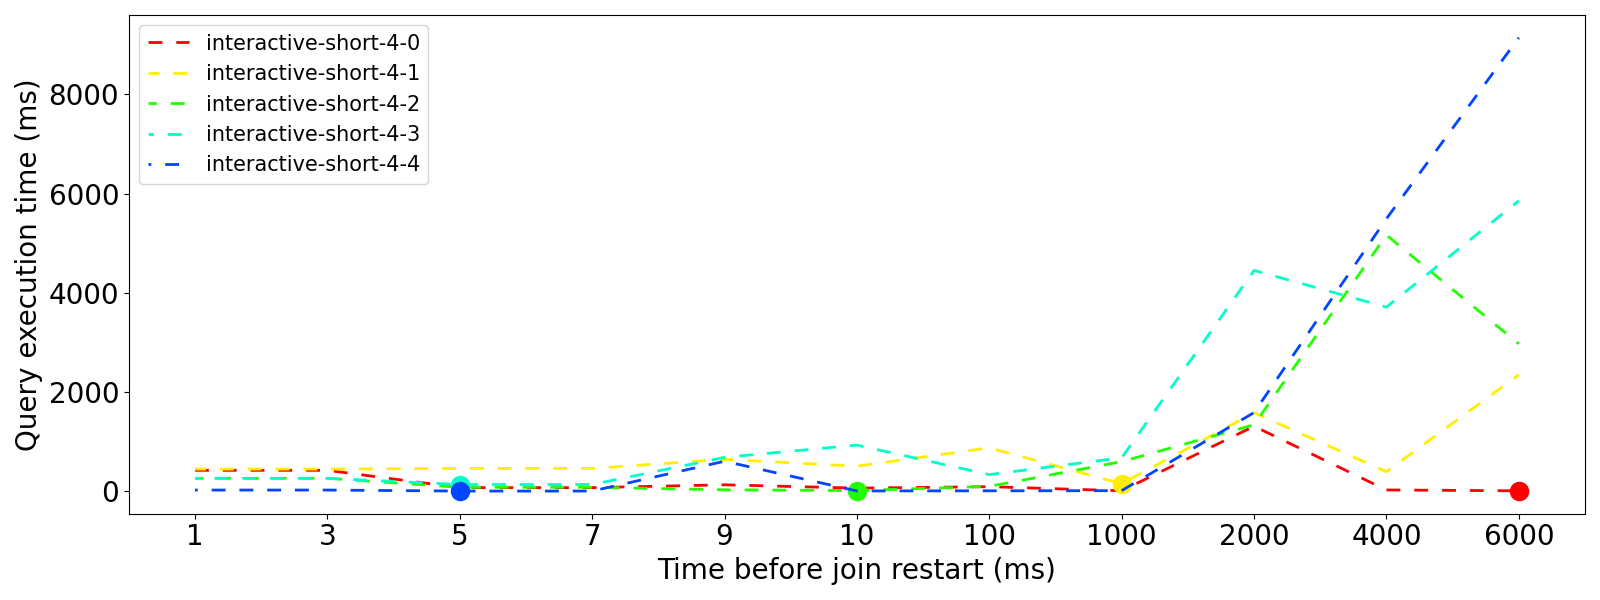 interactive-short-4-0
interactive-short-4-1
interactive-short-4-2
interactive-short-4-3
interactive-short-4-4
Query execution time (ms)
8000
6000
4000
2000
0
1 3 5 7 9 10 100 1000 2000 4000 6000
Time before join restart (ms)